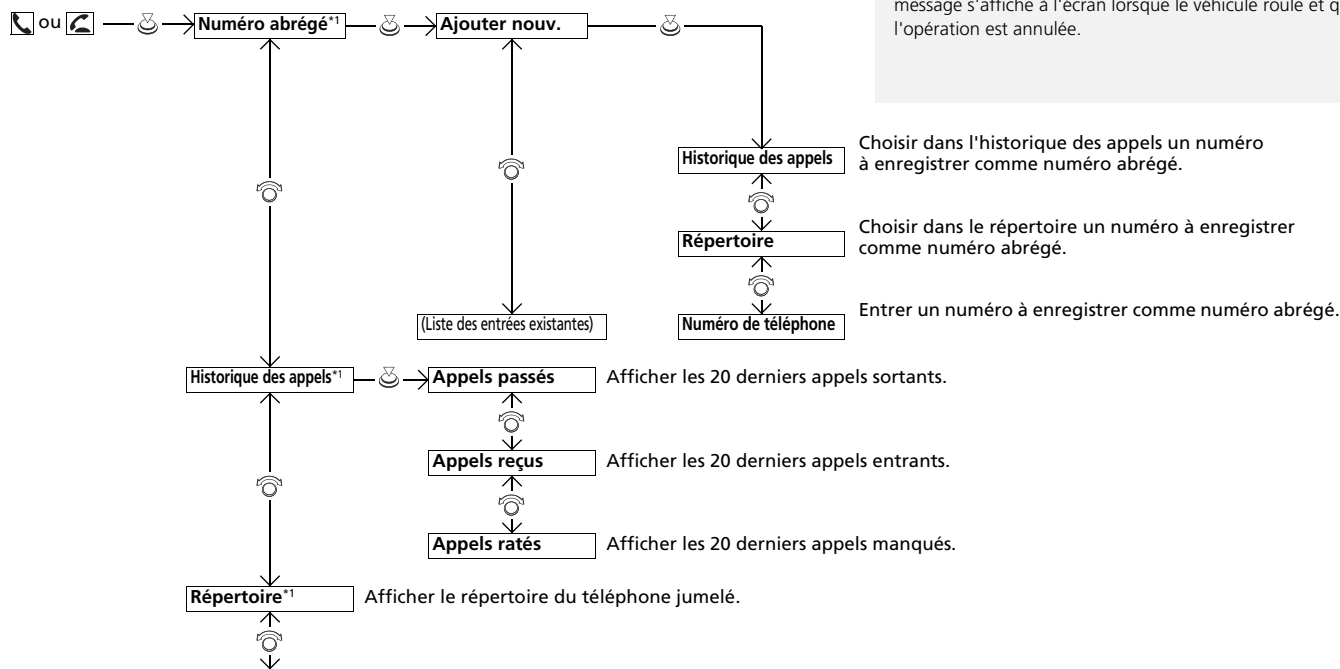 message s'affiche à l'écran lorsque le véhicule roule et q
l'opération est annulée.
ou
Numéro abrégé*1
Ajouter nouv.
Historique des appels
Choisir dans l'historique des appels un numéro
à enregistrer comme numéro abrégé.
Répertoire
Choisir dans le répertoire un numéro à enregistrer
comme numéro abrégé.
(Liste des entrées existantes)
Numéro de téléphone
Entrer un numéro à enregistrer comme numéro abrégé.
Historique des appels*1
Appels passés
Afficher les 20 derniers appels sortants.
Appels reçus
Afficher les 20 derniers appels entrants.
Appels ratés
Afficher les 20 derniers appels manqués.
Répertoire*1
Afficher le répertoire du téléphone jumelé.